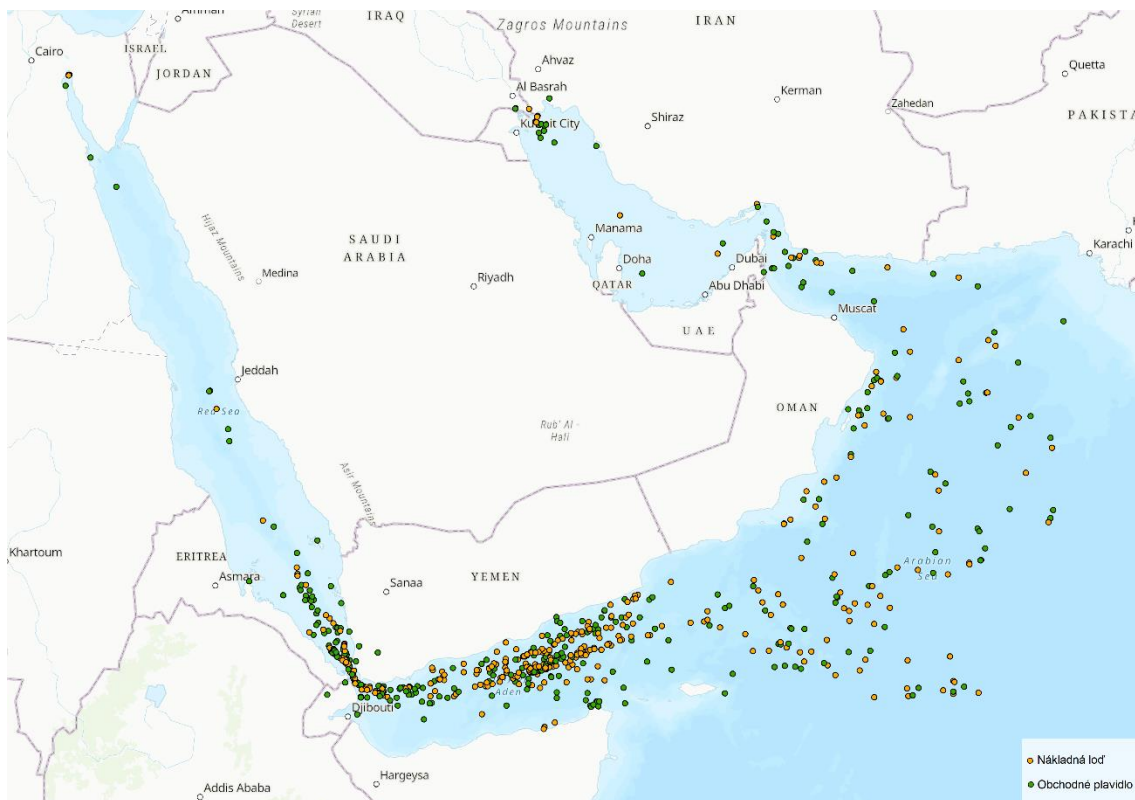 Amman
Syrian
Desert
IRAQ
Zagros Mountains
IRAN
Cairo
ISRAEL
JORDAN
Ahvaz
Al Basrah
Kerman
Quetta
Zahedan
PAKISTA
Kuwait City
Shiraz
Hijaz Mountains
SAUDI
ARABIA
Manama
Doha
QATAR
Dubai
Karachi
Medina
Riyadh
Abu Dhabi
Muscat
UAE
Jeddah
Red Sea
OMAN
Rub' Al -
Hali
Asir Mountains
Khartoum
ERITREA
Asmara
Sanaa
YEMEN
Arabian
Sea
Aden
Djibouti
Hargeysa
Addis Ababa
Nákladná loď
Obchodné plavidlo